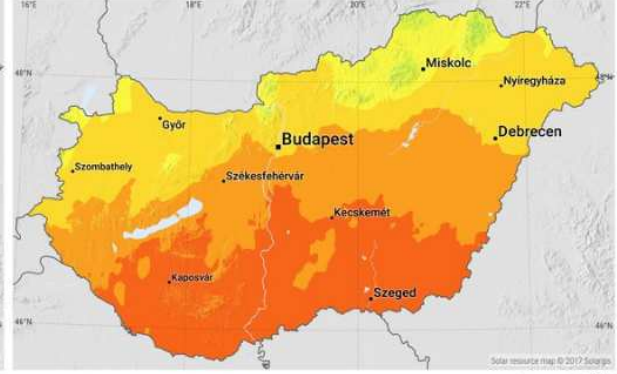 16°E 18°E 20°E 22°E
48°N 48°N
Miskolc
Nyíregyháza
Győr
Debrecen
Budapest
Szombathely
Székesfehérvár
Kecskemét
Kaposvár
Szeged
46°N 46°N
Solar resource map © 2017 Solargis